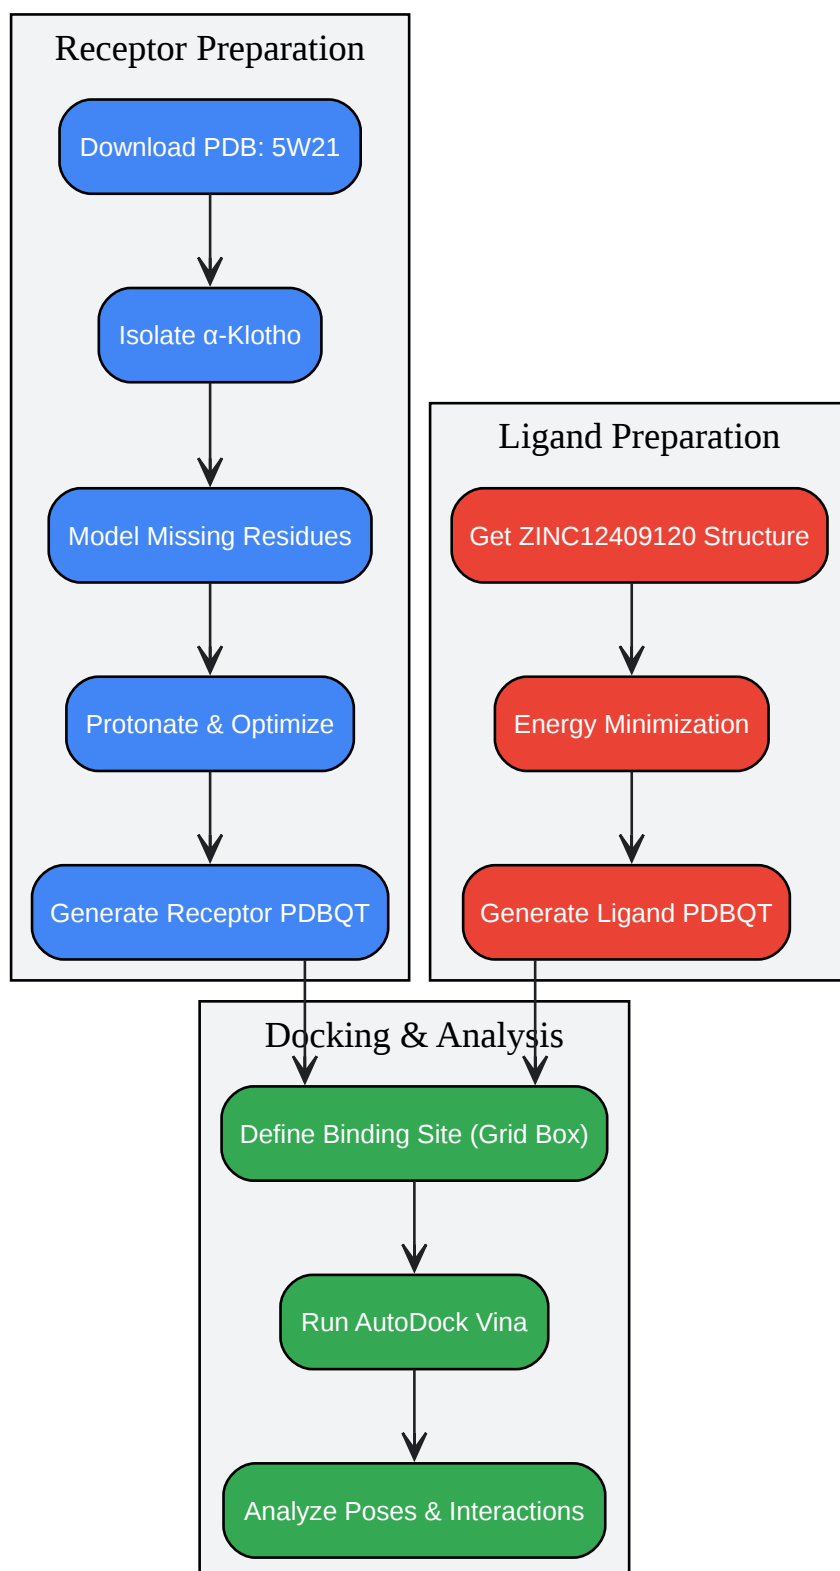 Receptor Preparation
Download PDB: 5W21
Isolate α-Klotho
Model Missing Residues
Protonate & Optimize
Generate Receptor PDBQT
Ligand Preparation
Get ZINC12409120 Structure
Energy Minimization
Generate Ligand PDBQT
Docking & Analysis
Define Binding Site (Grid Box)
Run AutoDock Vina
Analyze Poses & Interactions